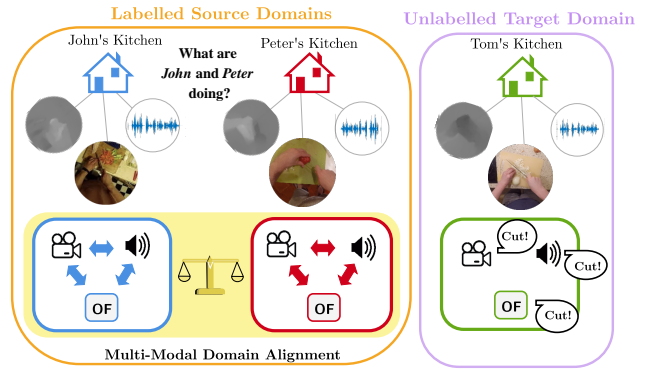 Labelled Source Domains
Unlabelled Target Domain
John's Kitchen
What are
John and Peter
doing?
Peter's Kitchen
Tom's Kitchen
OF
OF
Cut!
Cut!
OF
Cut!
Multi-Modal Domain Alignment